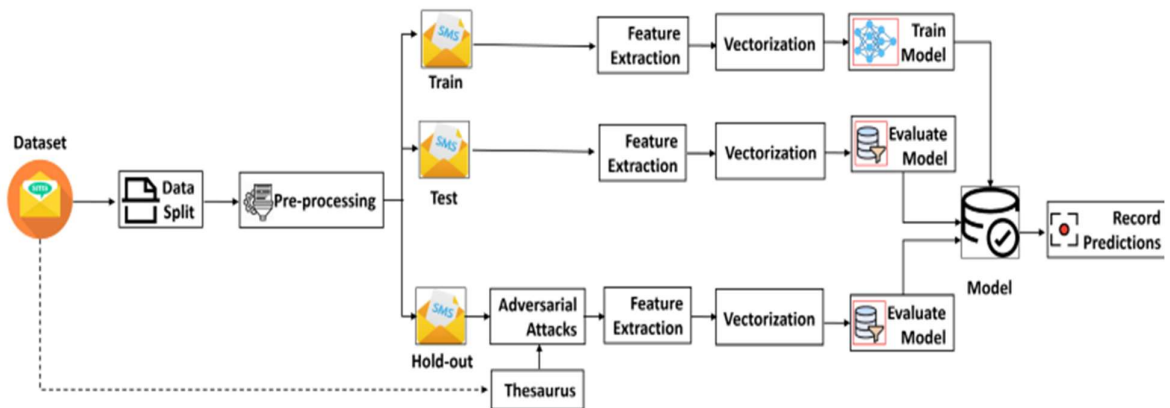 SMS
Train
Feature
Extraction
Vectorization
Train
Model
Dataset
SMS
Data
Split
Pre-processing
SMS
Test
Feature
Extraction
Vectorization
Evaluate
Model
Model
Record
Predictions
SMS
Hold-out
Adversarial
Attacks
Feature
Extraction
Vectorization
Evaluate
Model
Thesaurus